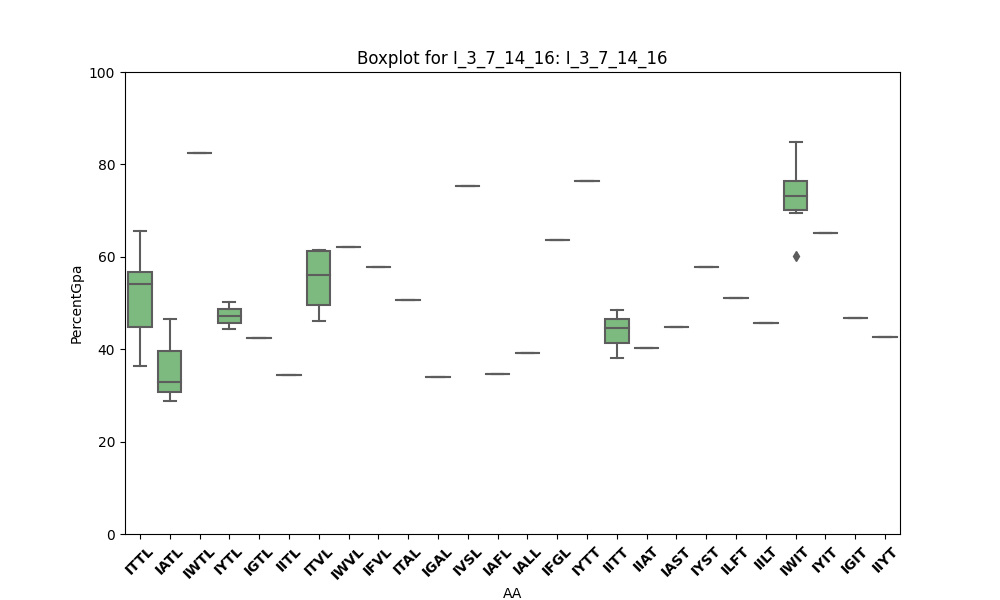 Boxplot for I_3_7_14_16: I_3_7_14_16
100
80
60
40
20
0
PercentGpa
ITTL IATL IWTL IYTL IGTL IITL ITVL IWVL IFVL ITAL IGAL IVSL IAFL IALL IFGL IYTT IITT IIAT IAST IYST ILFT IILT IWIT IYIT IGIT IIYT
AA